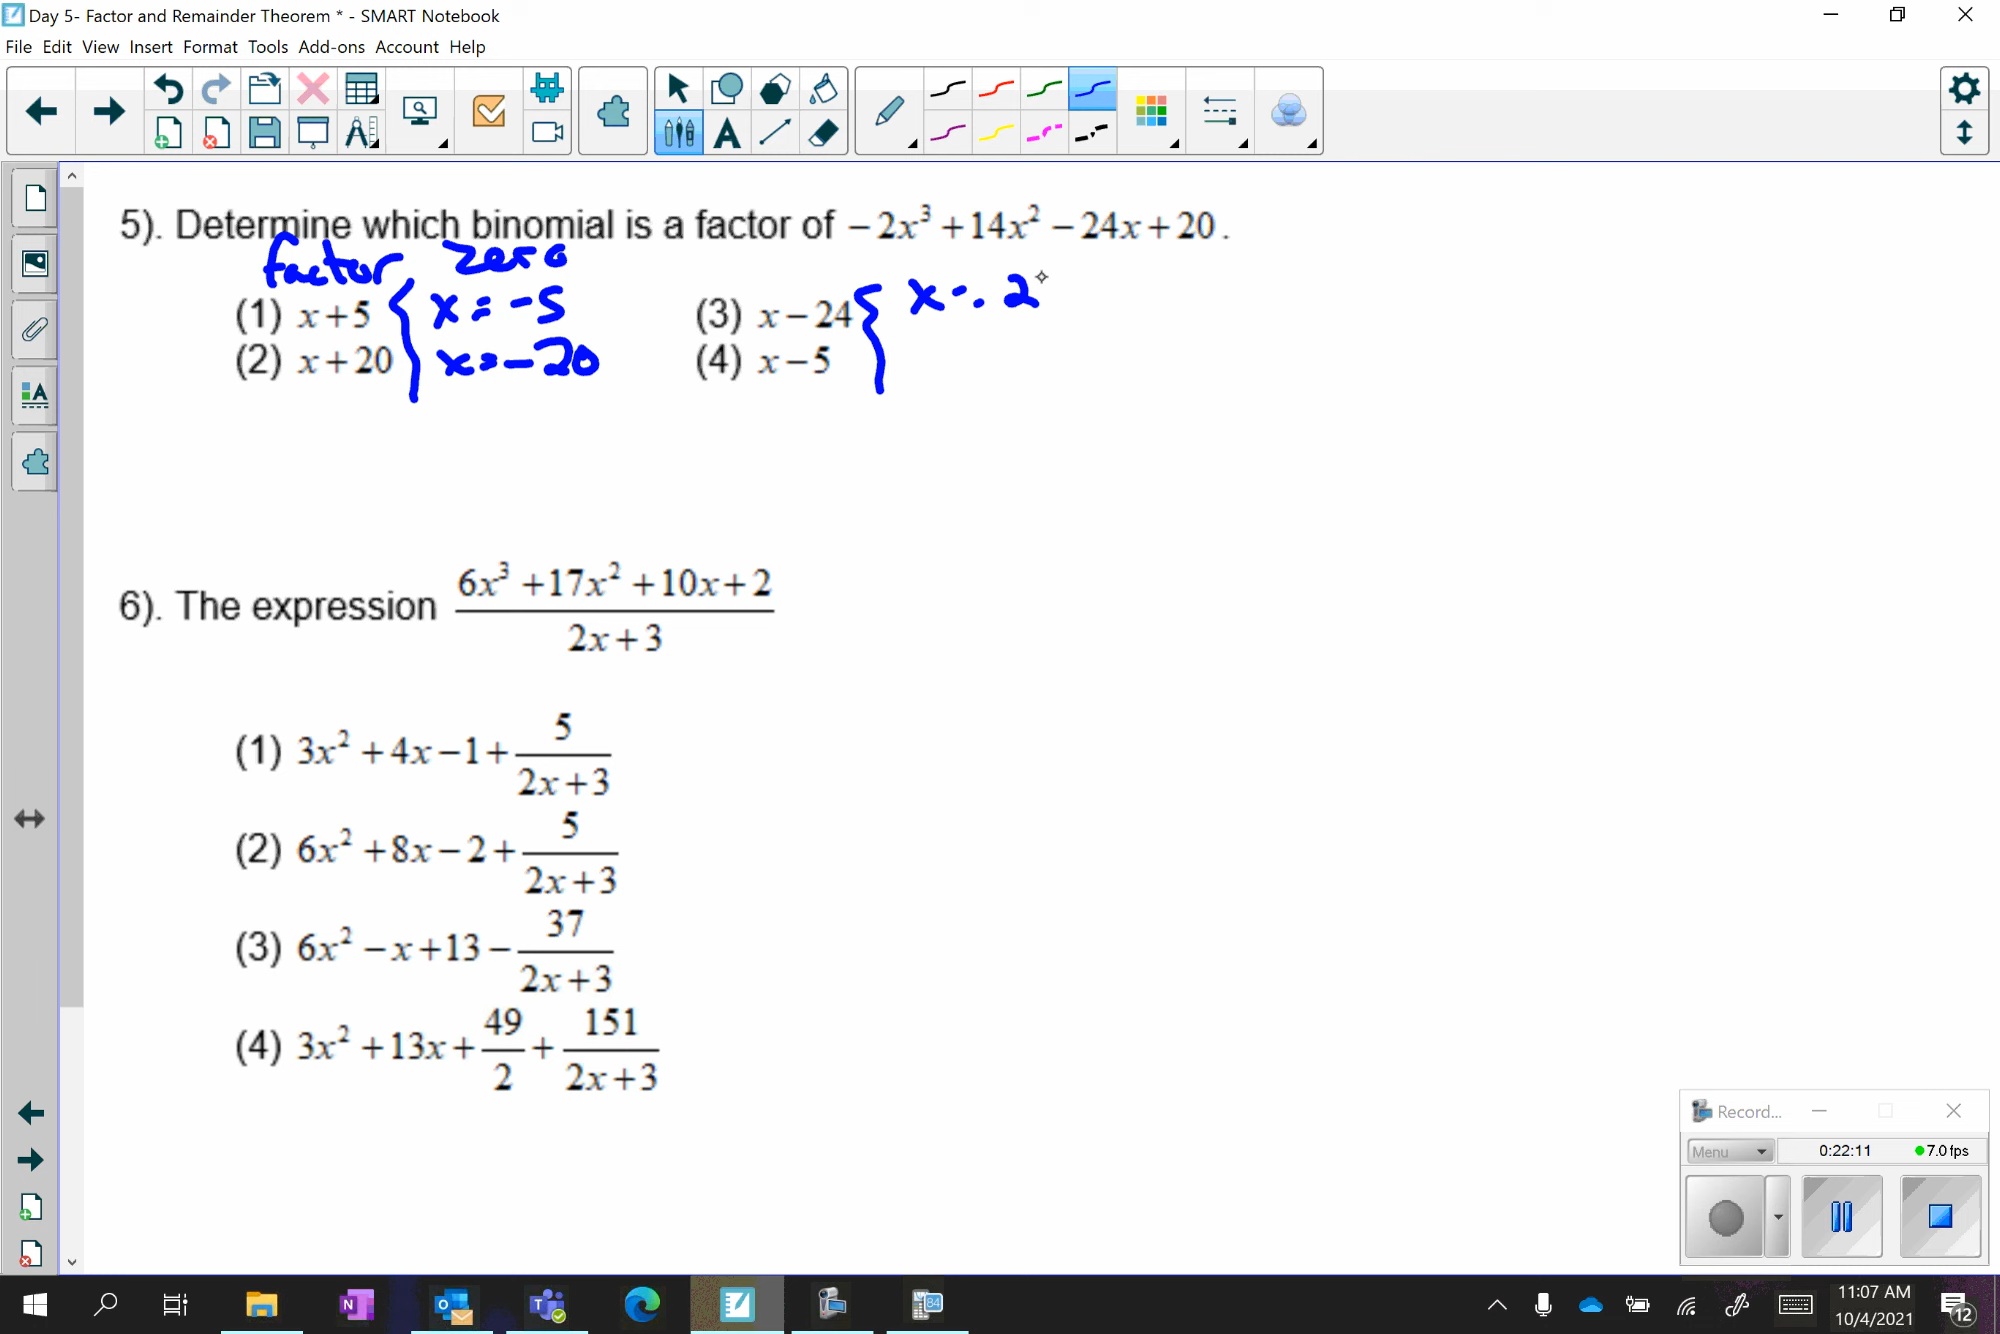 Day 5- Factor and Remainder Theorem * - SMART Notebook
File Edit View Insert Format Tools Add-ons Account Help
5). Determine which binomial is a factor of −2x³ +14x² −24x+20.
factor zero
(1) x+5 { x = -5
(2) x+20 x = -20
(3) x−24 { x = 2
(4) x−5
6). The expression (6x³ +17x² +10x+2)/(2x+3)
(1) 3x² +4x−1+ 5/(2x+3)
(2) 6x² +8x−2+ 5/(2x+3)
(3) 6x² −x+13− 37/(2x+3)
(4) 3x² +13x+ 49/2 + 151/(2x+3)
Record...
Menu 0:22:11 7.0 fps
11:07 AM
10/4/2021
12
84